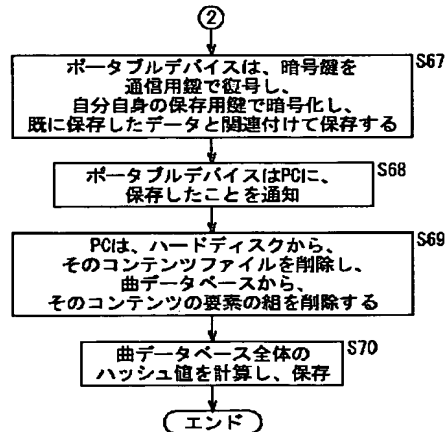 2
ポータブルデバイスは、暗号鍵を
通信用鍵で復号し、
自分自身の保存用鍵で暗号化し、
既に保存したデータと関連付けて保存する
S67
ポータブルデバイスはPCに、
保存したことを通知
S68
PCは、ハードディスクから、
そのコンテンツファイルを削除し、
曲データベースから、
そのコンテンツの要素の組を削除する
S69
曲データベース全体の
ハッシュ値を計算し、保存
S70
エンド